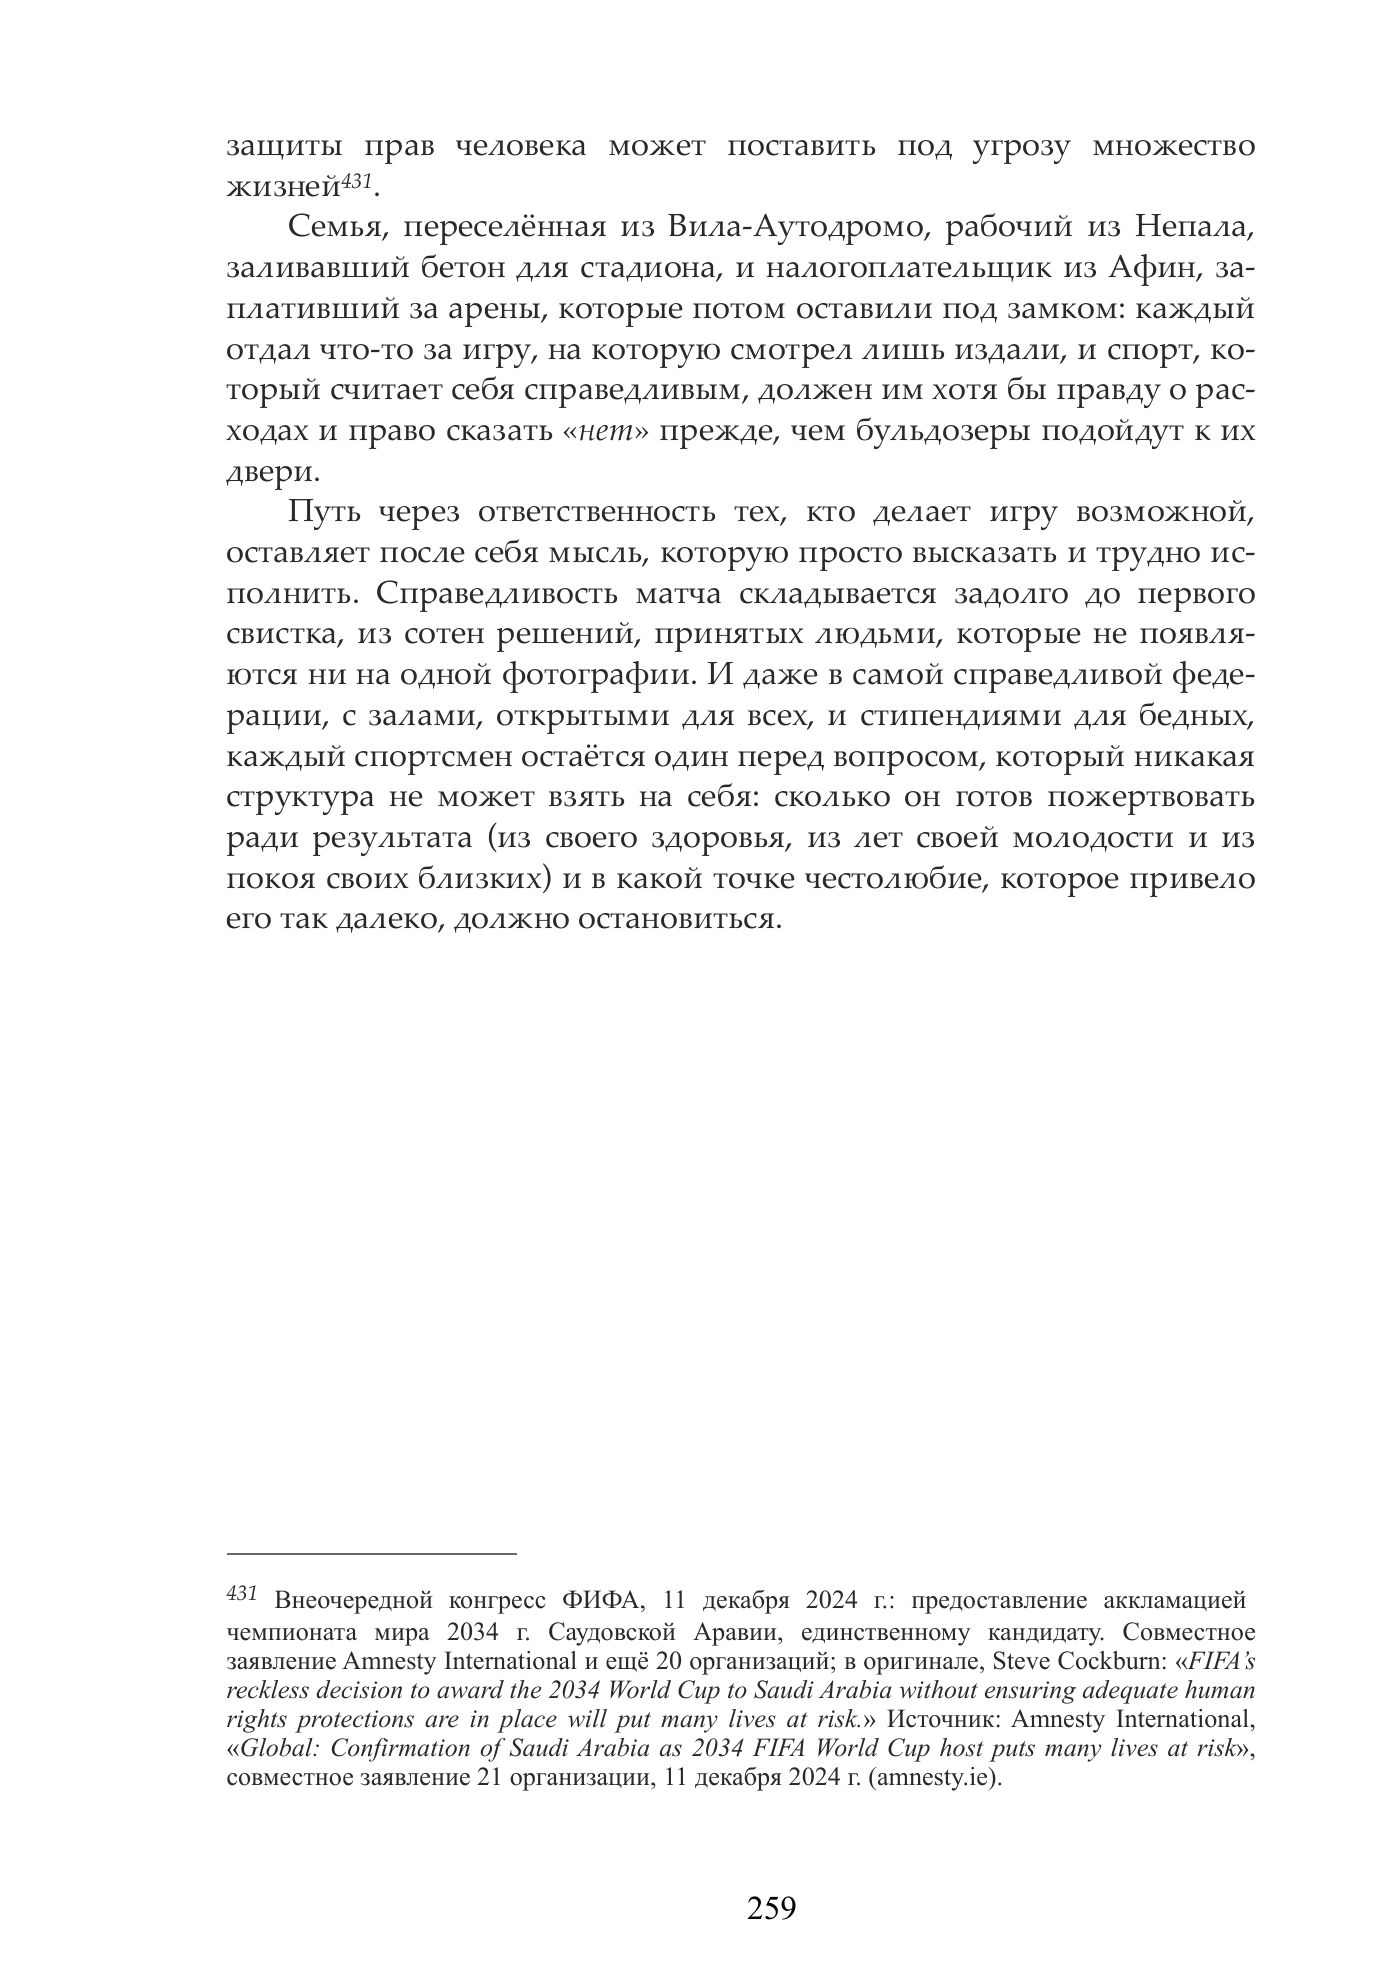 защиты прав человека может поставить под угрозу множество
жизней431.
Семья, переселённая из Вила-Аутодромо, рабочий из Непала,
заливавший бетон для стадиона, и налогоплательщик из Афин, за-
плативший за арены, которые потом оставили под замком: каждый
отдал что-то за игру, на которую смотрел лишь издали, и спорт, ко-
торый считает себя справедливым, должен им хотя бы правду о рас-
ходах и право сказать «нет» прежде, чем бульдозеры подойдут к их
двери.
Путь через ответственность тех, кто делает игру возможной,
оставляет после себя мысль, которую просто высказать и трудно ис-
полнить. Справедливость матча складывается задолго до первого
свистка, из сотен решений, принятых людьми, которые не появля-
ются ни на одной фотографии. И даже в самой справедливой феде-
рации, с залами, открытыми для всех, и стипендиями для бедных,
каждый спортсмен остаётся один перед вопросом, который никакая
структура не может взять на себя: сколько он готов пожертвовать
ради результата (из своего здоровья, из лет своей молодости и из
покоя своих близких) и в какой точке честолюбие, которое привело
его так далеко, должно остановиться.
431 Внеочередной конгресс ФИФА, 11 декабря 2024 г.: предоставление аккламацией
чемпионата мира 2034 г. Саудовской Аравии, единственному кандидату. Совместное
заявление Amnesty International и ещё 20 организаций; в оригинале, Steve Cockburn: «FIFA’s
reckless decision to award the 2034 World Cup to Saudi Arabia without ensuring adequate human
rights protections are in place will put many lives at risk.» Источник: Amnesty International,
«Global: Confirmation of Saudi Arabia as 2034 FIFA World Cup host puts many lives at risk»,
совместное заявление 21 организации, 11 декабря 2024 г. (amnesty.ie).
259